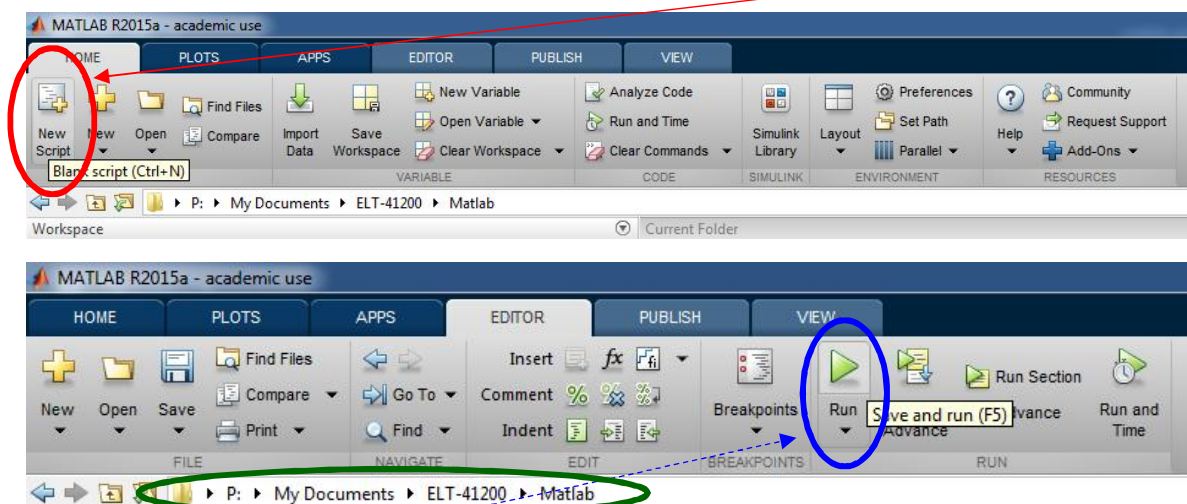 MATLAB R2015a - academic use
HOME PLOTS APPS EDITOR PUBLISH VIEW
New Script
New
Open
Find Files
Compare
Import Data
Save Workspace
New Variable
Open Variable
Clear Workspace
Analyze Code
Run and Time
Clear Commands
Simulink Library
Layout
Preferences
Set Path
Parallel
Help
Community
Request Support
Add-Ons
Blank script (Ctrl+N)
VARIABLE CODE SIMULINK ENVIRONMENT RESOURCES
P: My Documents ELT-41200 Matlab
Workspace Current Folder
MATLAB R2015a - academic use
HOME PLOTS APPS EDITOR PUBLISH VIEW
New
Open
Save
Find Files
Compare
Print
Go To
Find
Insert fx fi
Comment % %
Indent
Breakpoints
Run
Advance
Run Section
vance
Run and Time
Save and run (F5)
FILE NAVIGATE EDIT BREAKPOINTS RUN
P: My Documents ELT-41200 Matlab